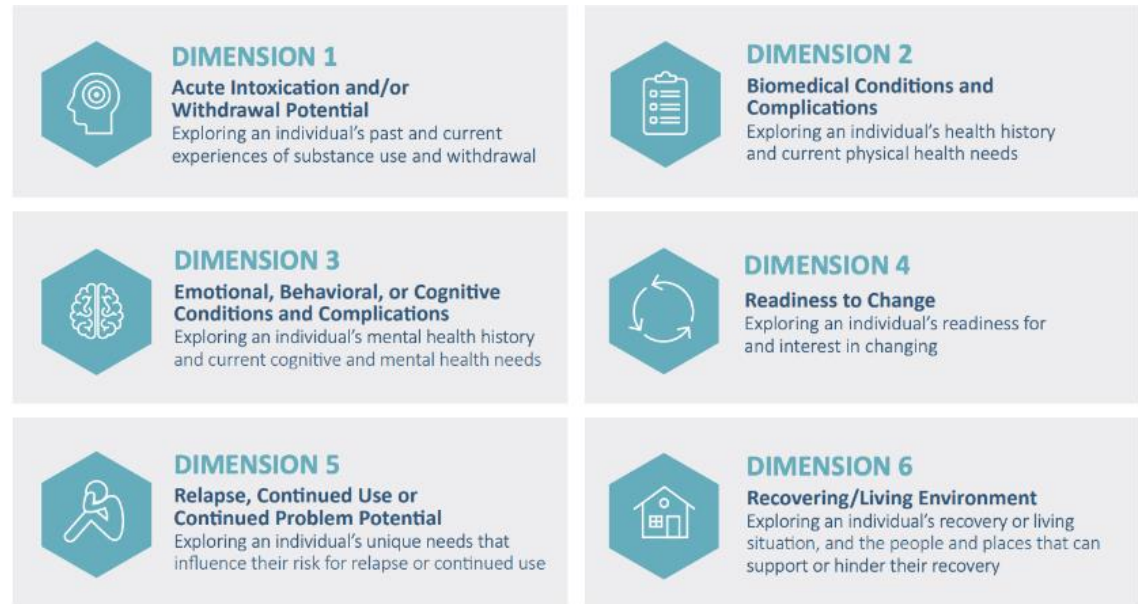 DIMENSION 1
Acute Intoxication and/or
Withdrawal Potential
Exploring an individual's past and current
experiences of substance use and withdrawal
DIMENSION 2
Biomedical Conditions and
Complications
Exploring an individual's health history
and current physical health needs
DIMENSION 3
Emotional, Behavioral, or Cognitive
Conditions and Complications
Exploring an individual's mental health history
and current cognitive and mental health needs
DIMENSION 4
Readiness to Change
Exploring an individual's readiness for
and interest in changing
DIMENSION 5
Relapse, Continued Use or
Continued Problem Potential
Exploring an individual's unique needs that
influence their risk for relapse or continued use
DIMENSION 6
Recovering/Living Environment
Exploring an individual's recovery or living
situation, and the people and places that can
support or hinder their recovery